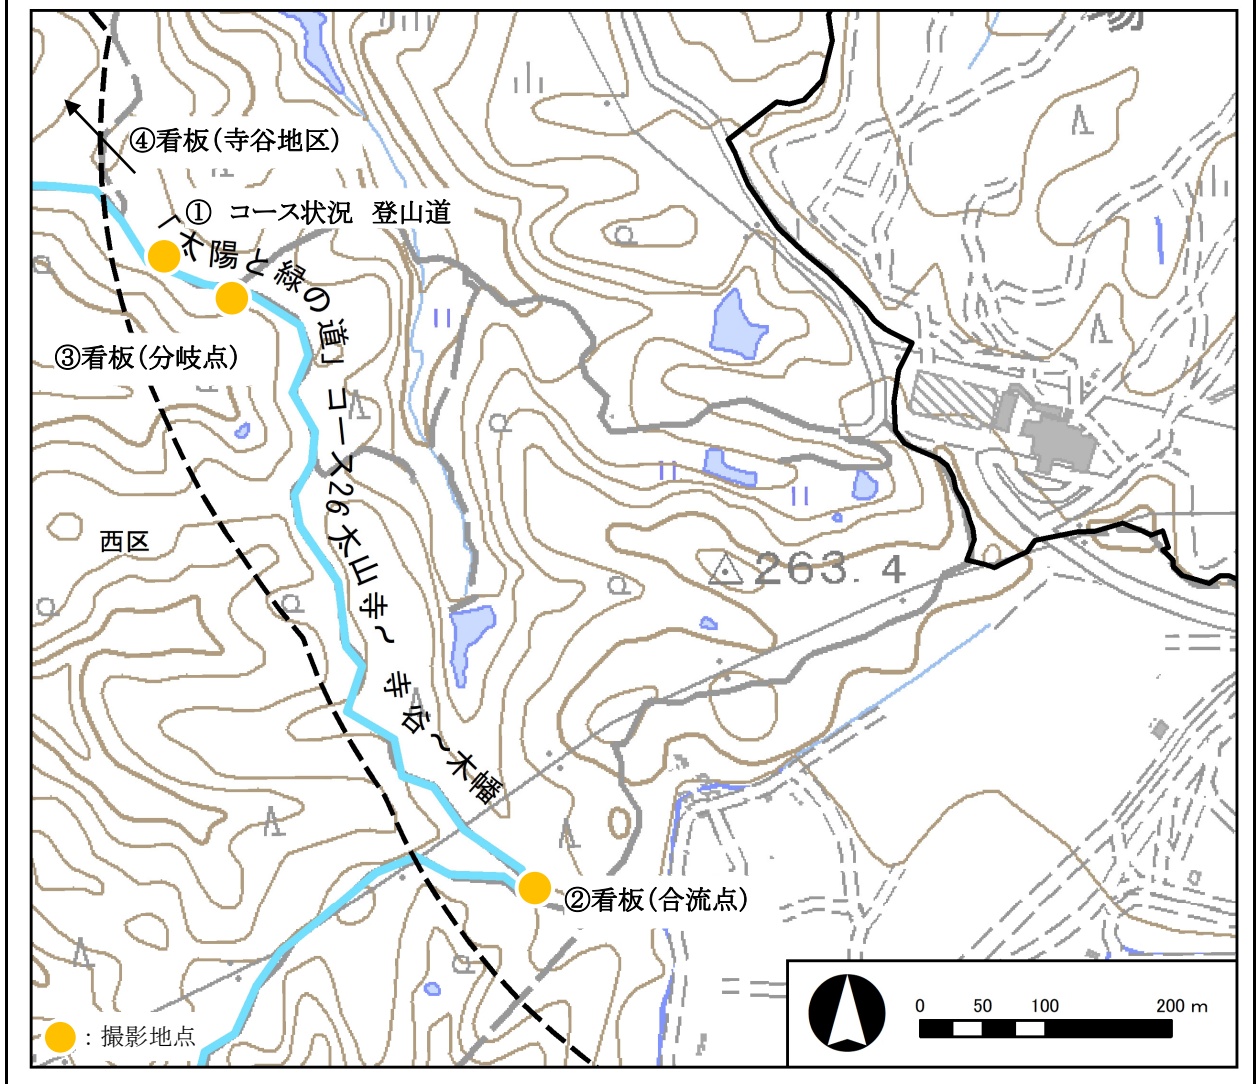 ④看板(寺谷地区)
① コース状況 登山道
「太陽と緑の道」コース26 太山寺~寺谷~木幡
③看板(分岐点)
西区
263.4
②看板(合流点)
:撮影地点
0 50 100 200 m